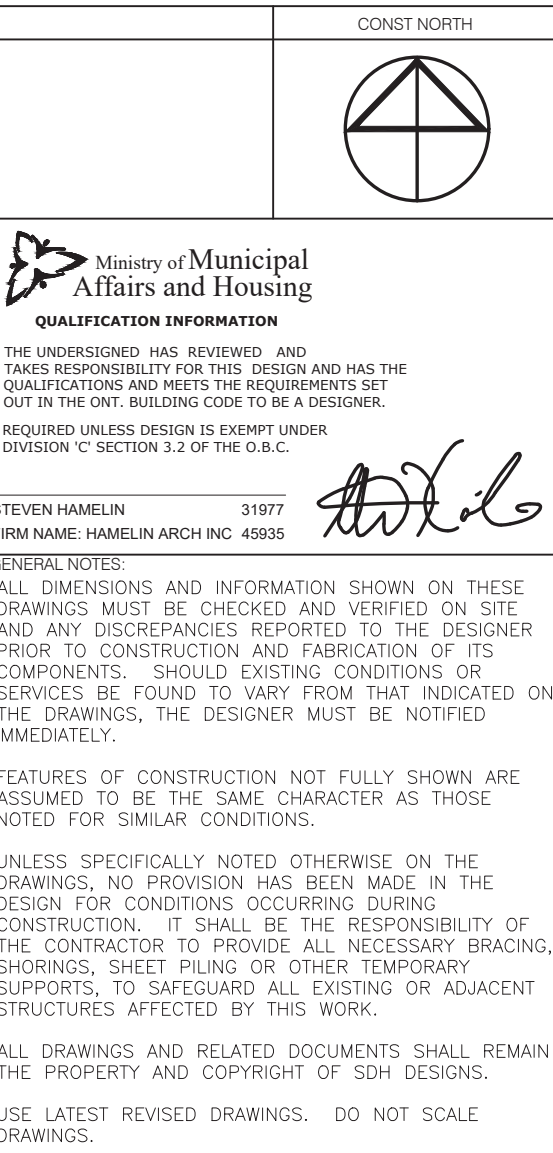 CONST NORTH
Ministry of Municipal
Affairs and Housing
QUALIFICATION INFORMATION
THE UNDERSIGNED HAS REVIEWED AND
TAKES RESPONSIBILITY FOR THIS DESIGN AND HAS THE
QUALIFICATIONS AND MEETS THE REQUIREMENTS SET
OUT IN THE ONT. BUILDING CODE TO BE A DESIGNER.
REQUIRED UNLESS DESIGN IS EXEMPT UNDER
DIVISION 'C' SECTION 3.2 OF THE O.B.C.
STEVEN HAMELIN 31977
FIRM NAME: HAMELIN ARCH INC 45935
GENERAL NOTES:
ALL DIMENSIONS AND INFORMATION SHOWN ON THESE
DRAWINGS MUST BE CHECKED AND VERIFIED ON SITE
AND ANY DISCREPANCIES REPORTED TO THE DESIGNER
PRIOR TO CONSTRUCTION AND FABRICATION OF ITS
COMPONENTS. SHOULD EXISTING CONDITIONS OR
SERVICES BE FOUND TO VARY FROM THAT INDICATED ON
THE DRAWINGS, THE DESIGNER MUST BE NOTIFIED
IMMEDIATELY.
FEATURES OF CONSTRUCTION NOT FULLY SHOWN ARE
ASSUMED TO BE THE SAME CHARACTER AS THOSE
NOTED FOR SIMILAR CONDITIONS.
UNLESS SPECIFICALLY NOTED OTHERWISE ON THE
DRAWINGS, NO PROVISION HAS BEEN MADE IN THE
DESIGN FOR CONDITIONS OCCURRING DURING
CONSTRUCTION. IT SHALL BE THE RESPONSIBILITY OF
THE CONTRACTOR TO PROVIDE ALL NECESSARY BRACING,
SHORINGS, SHEET PILING OR OTHER TEMPORARY
SUPPORTS, TO SAFEGUARD ALL EXISTING OR ADJACENT
STRUCTURES AFFECTED BY THIS WORK.
ALL DRAWINGS AND RELATED DOCUMENTS SHALL REMAIN
THE PROPERTY AND COPYRIGHT OF SDH DESIGNS.
USE LATEST REVISED DRAWINGS. DO NOT SCALE
DRAWINGS.